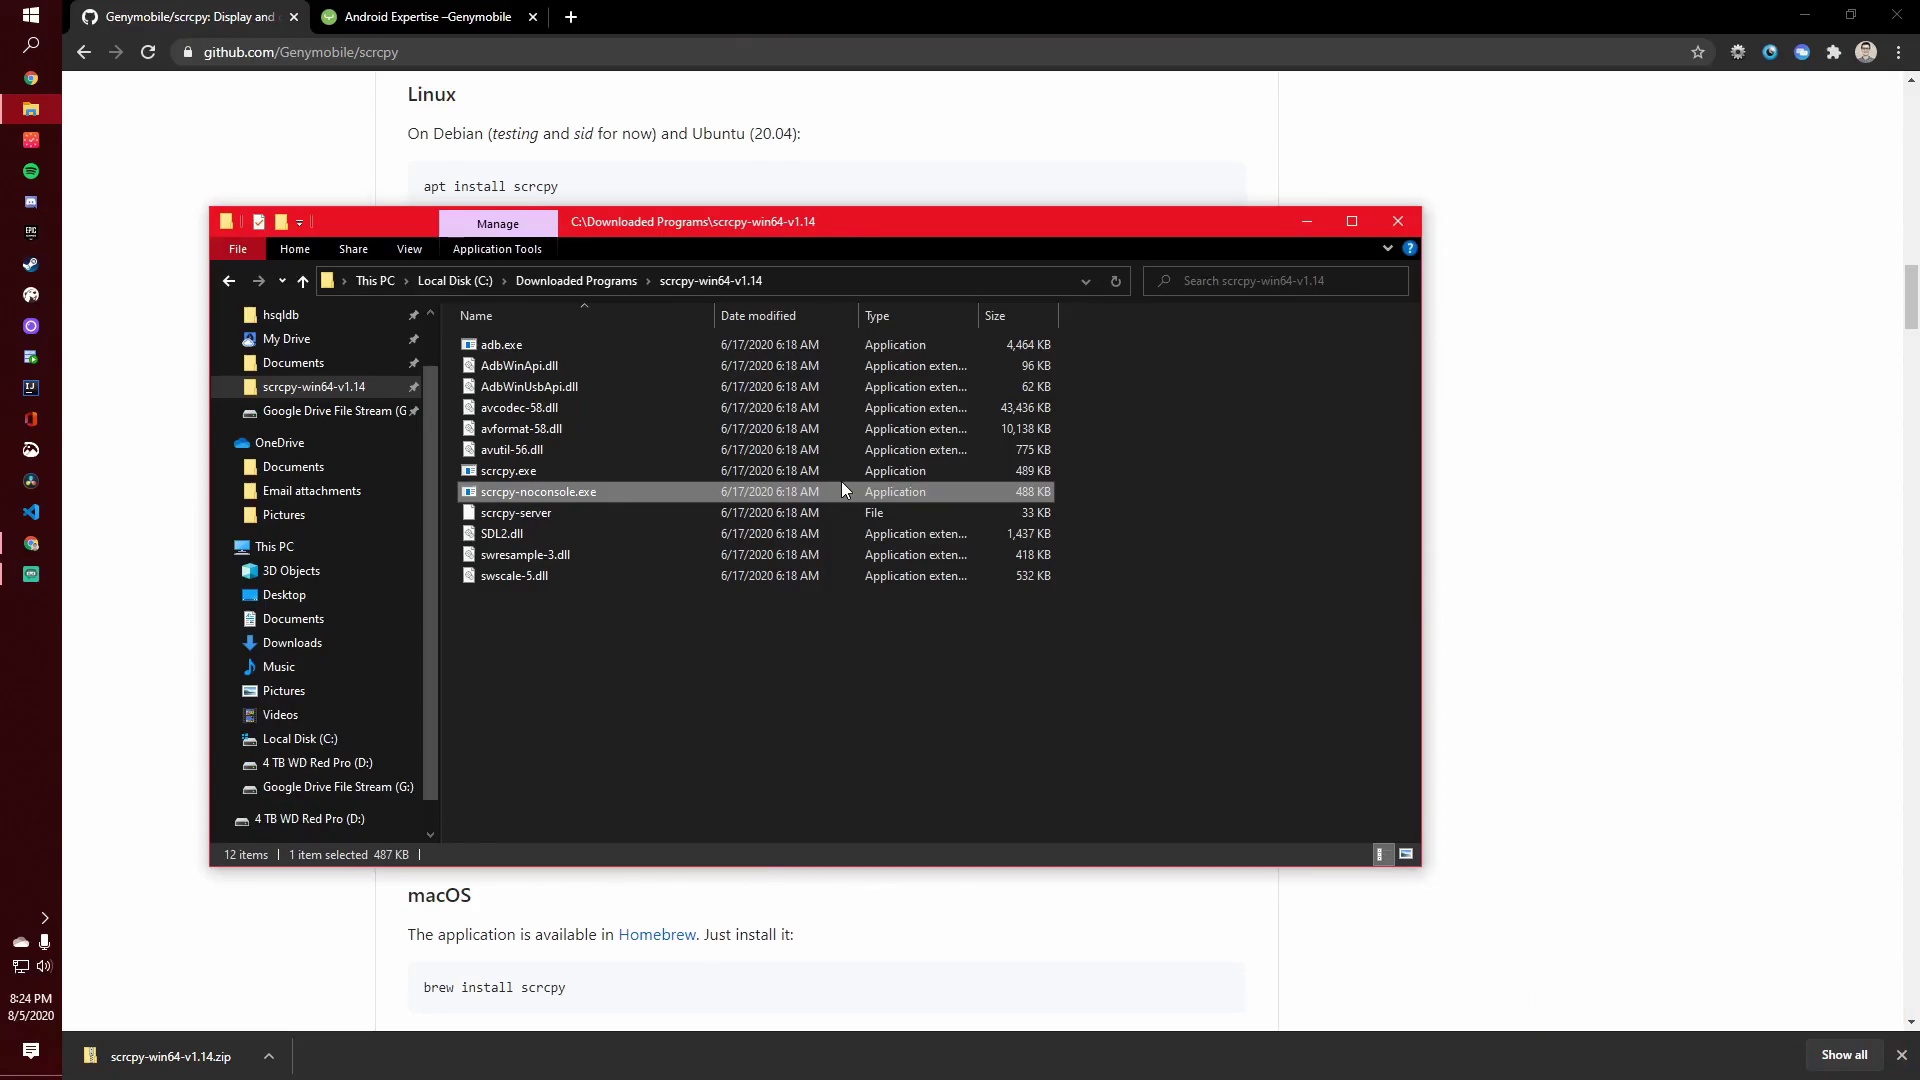 Genymobile/scrcpy: Display and
Android Expertise –Genymobile
github.com/Genymobile/scrcpy
Linux
On Debian (testing and sid for now) and Ubuntu (20.04):
apt install scrcpy
Manage
C:\Downloaded Programs\scrcpy-win64-v1.14
File
Home
Share
View
Application Tools
This PC
Local Disk (C:)
Downloaded Programs
scrcpy-win64-v1.14
Search scrcpy-win64-v1.14
hsqldb
My Drive
Documents
scrcpy-win64-v1.14
Google Drive File Stream (G
OneDrive
Documents
Email attachments
Pictures
This PC
3D Objects
Desktop
Documents
Downloads
Music
Pictures
Videos
Local Disk (C:)
4 TB WD Red Pro (D:)
Google Drive File Stream (G:)
4 TB WD Red Pro (D:)
Name Date modified Type Size
adb.exe 6/17/2020 6:18 AM Application 4,464 KB
AdbWinApi.dll 6/17/2020 6:18 AM Application exten... 96 KB
AdbWinUsbApi.dll 6/17/2020 6:18 AM Application exten... 62 KB
avcodec-58.dll 6/17/2020 6:18 AM Application exten... 43,436 KB
avformat-58.dll 6/17/2020 6:18 AM Application exten... 10,138 KB
avutil-56.dll 6/17/2020 6:18 AM Application exten... 775 KB
scrcpy.exe 6/17/2020 6:18 AM Application 489 KB
scrcpy-noconsole.exe 6/17/2020 6:18 AM Application 488 KB
scrcpy-server 6/17/2020 6:18 AM File 33 KB
SDL2.dll 6/17/2020 6:18 AM Application exten... 1,437 KB
swresample-3.dll 6/17/2020 6:18 AM Application exten... 418 KB
swscale-5.dll 6/17/2020 6:18 AM Application exten... 532 KB
12 items 1 item selected 487 KB
macOS
The application is available in Homebrew. Just install it:
brew install scrcpy
EPIC
IJ
8:24 PM
8/5/2020
scrcpy-win64-v1.14.zip
Show all